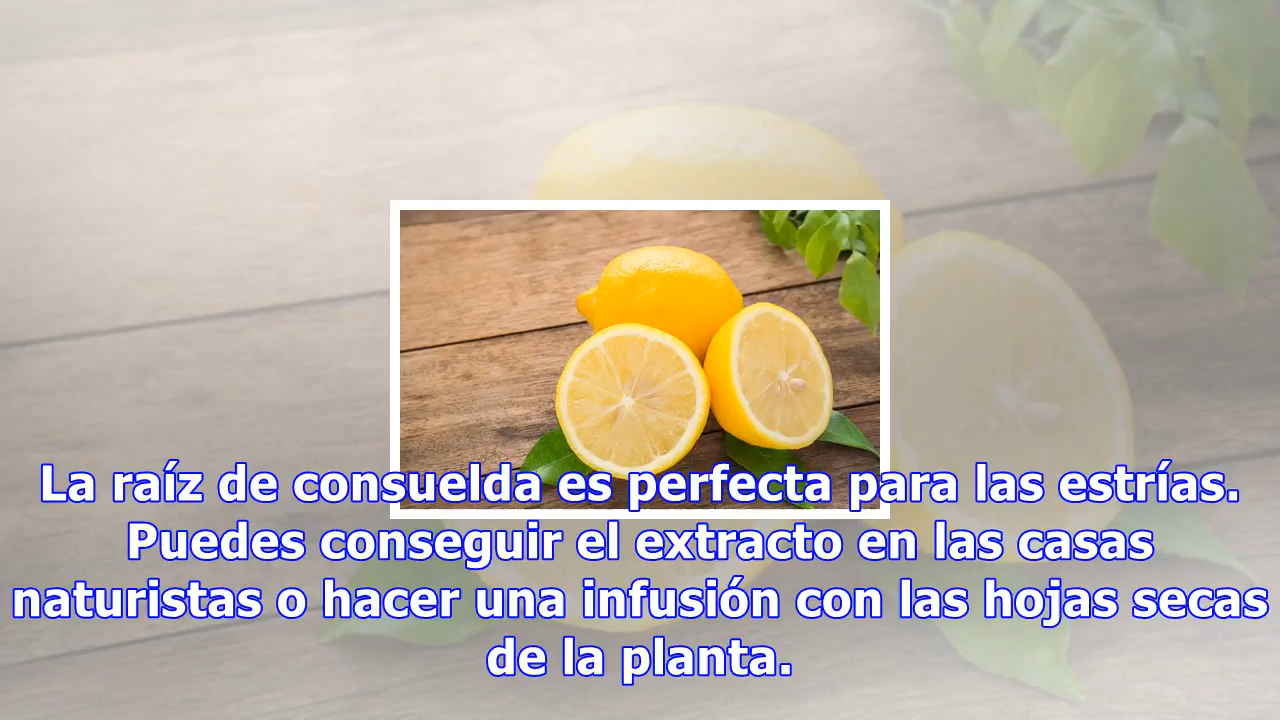 La raíz de consuelda es perfecta para las estrías.
Puedes conseguir el extracto en las casas
naturistas o hacer una infusión con las hojas secas
de la planta.